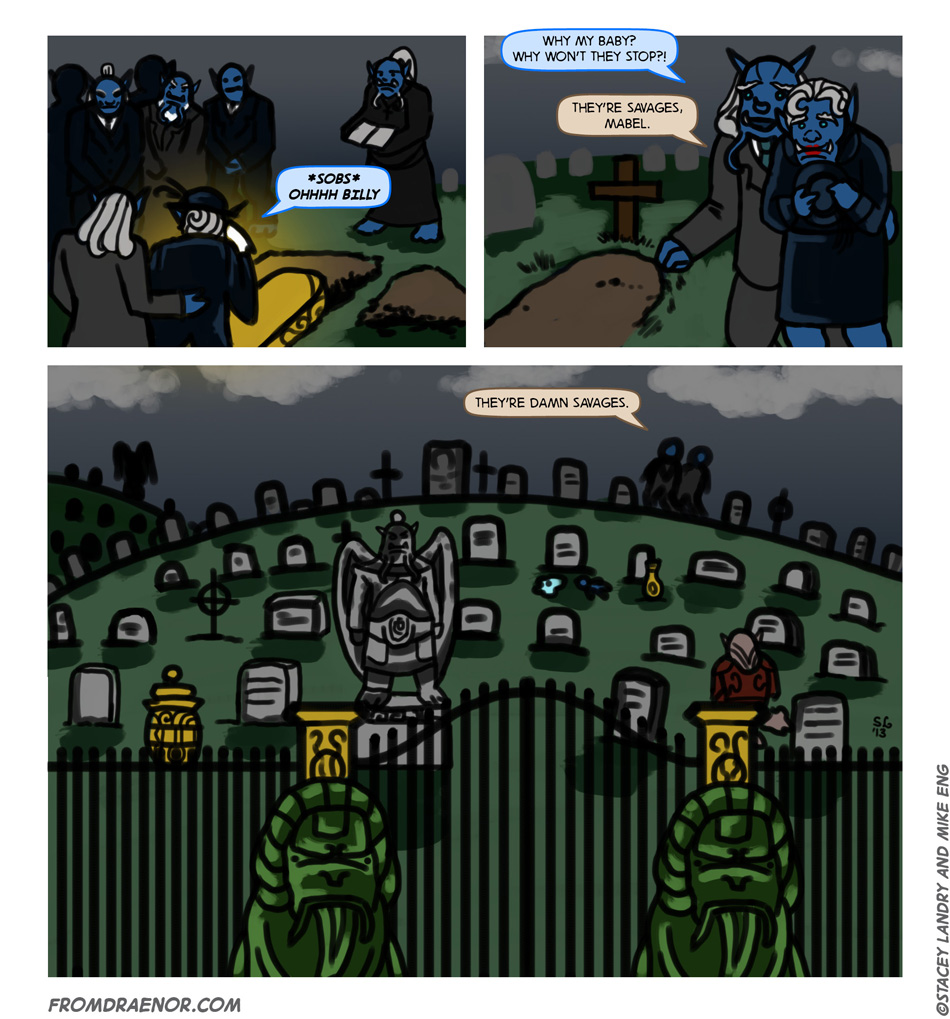 *SOBS*
OHHHH BILLY
WHY MY BABY?
WHY WON'T THEY STOP?!
THEY'RE SAVAGES,
MABEL.
THEY'RE DAMN SAVAGES.
SL
'13
FROMDRAENOR.COM
©STACEY LANDRY AND MIKE ENG